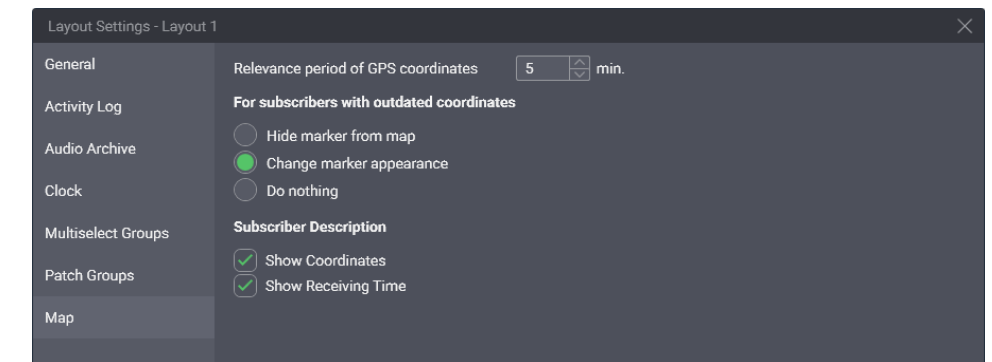 Layout Settings - Layout 1
General
Activity Log
Audio Archive
Clock
Multiselect Groups
Patch Groups
Map
Relevance period of GPS coordinates 5 min.
For subscribers with outdated coordinates
Hide marker from map
Change marker appearance
Do nothing
Subscriber Description
Show Coordinates
Show Receiving Time